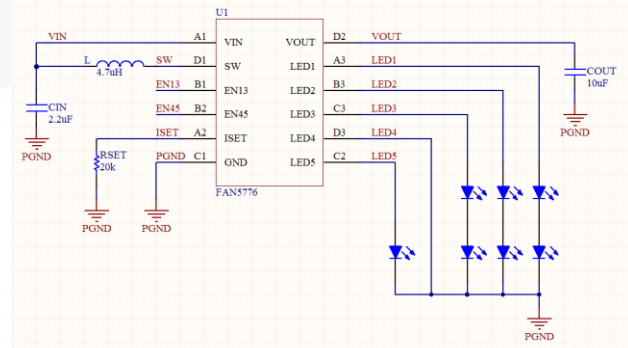 U1
VIN A1 VIN VOUT D2 VOUT
L 4.7uH SW D1 SW LED1 A3 LED1
EN13 B1 EN13 LED2 B3 LED2
EN45 B2 EN45 LED3 C3 LED3
ISET A2 ISET LED4 D3 LED4
PGND C1 GND LED5 C2 LED5
FAN5776
CIN
2.2uF
PGND
RSET
20k
PGND
PGND
COUT
10uF
PGND
PGND